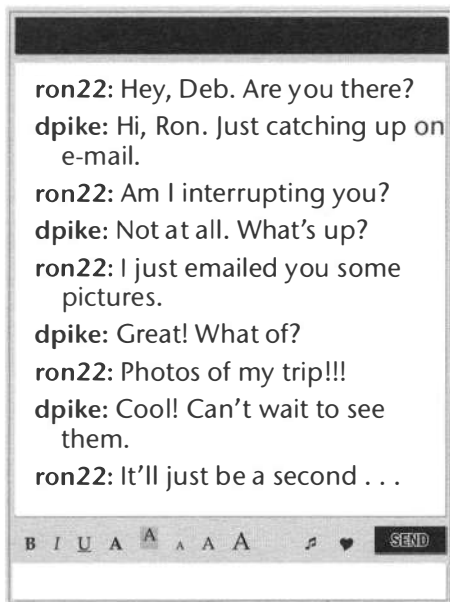 ron22: Hey, Deb. Are you there?
dpike: Hi, Ron. Just catching up on
e-mail.
ron22: Am I interrupting you?
dpike: Not at all. What's up?
ron22: I just emailed you some
pictures.
dpike: Great! What of?
ron22: Photos of my trip!!!
dpike: Cool! Can't wait to see
them.
ron22: It'll just be a second . . .
B I U A A A A A SEND